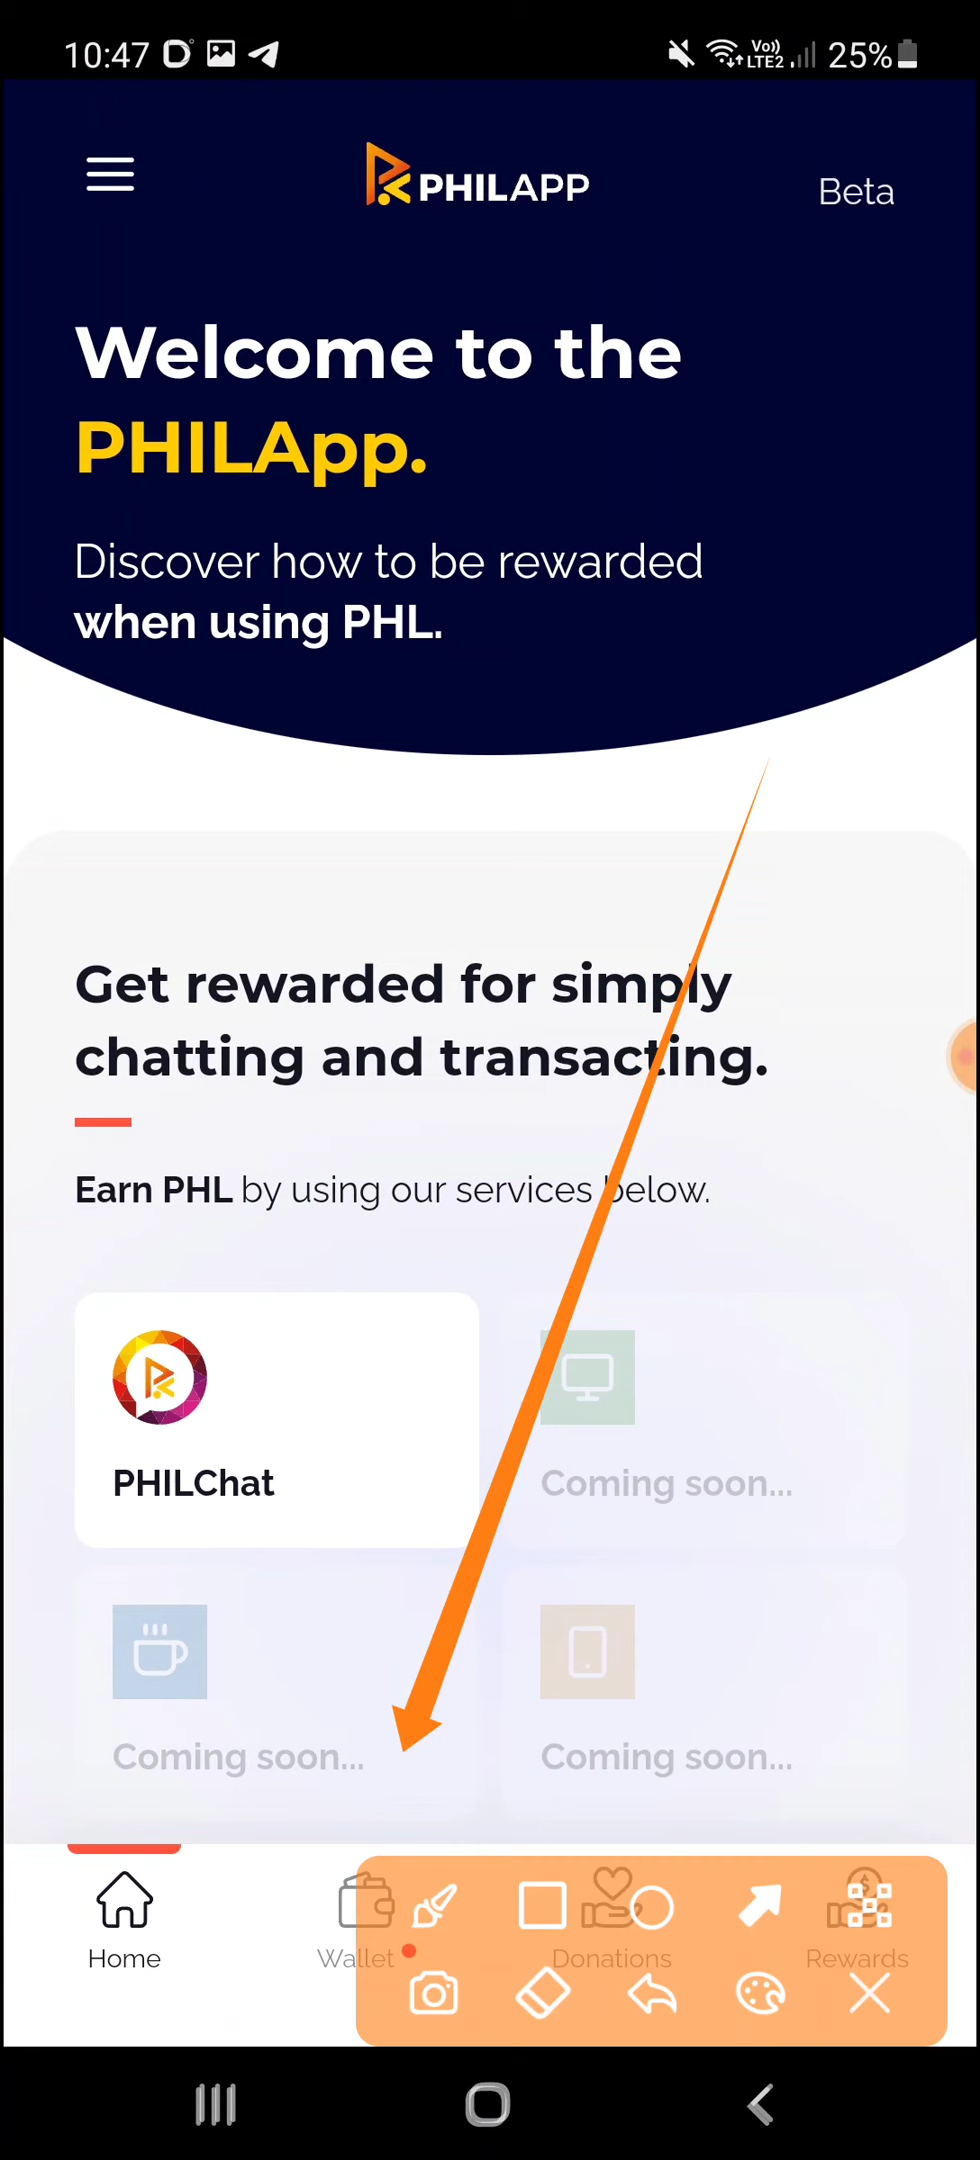 10:47
Vo))
LTE2
25%
PHILAPP
Beta
Welcome to the
PHILApp.
Discover how to be rewarded
when using PHL.
Get rewarded for simply
chatting and transacting.
Earn PHL by using our services below.
PHILChat
Coming soon...
Coming soon...
Coming soon...
Home
Wallet
Donations
Rewards